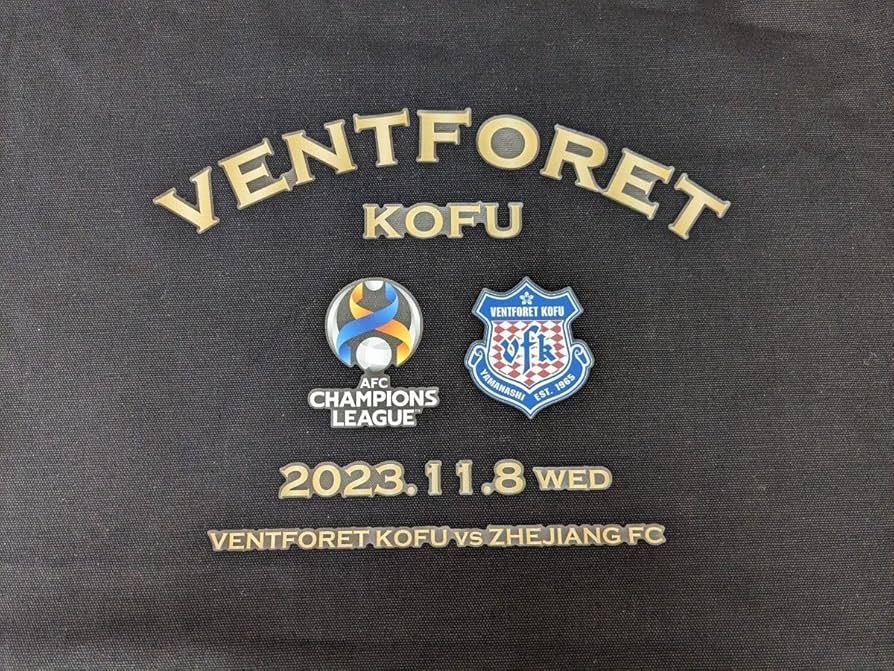 VENTFORET
KOFU
AFC
CHAMPIONS
LEAGUE™
VENTFORET KOFU
vfk
YAMANASHI EST. 1965
2023.11.8 WED
VENTFORET KOFU vs ZHEJIANG FC